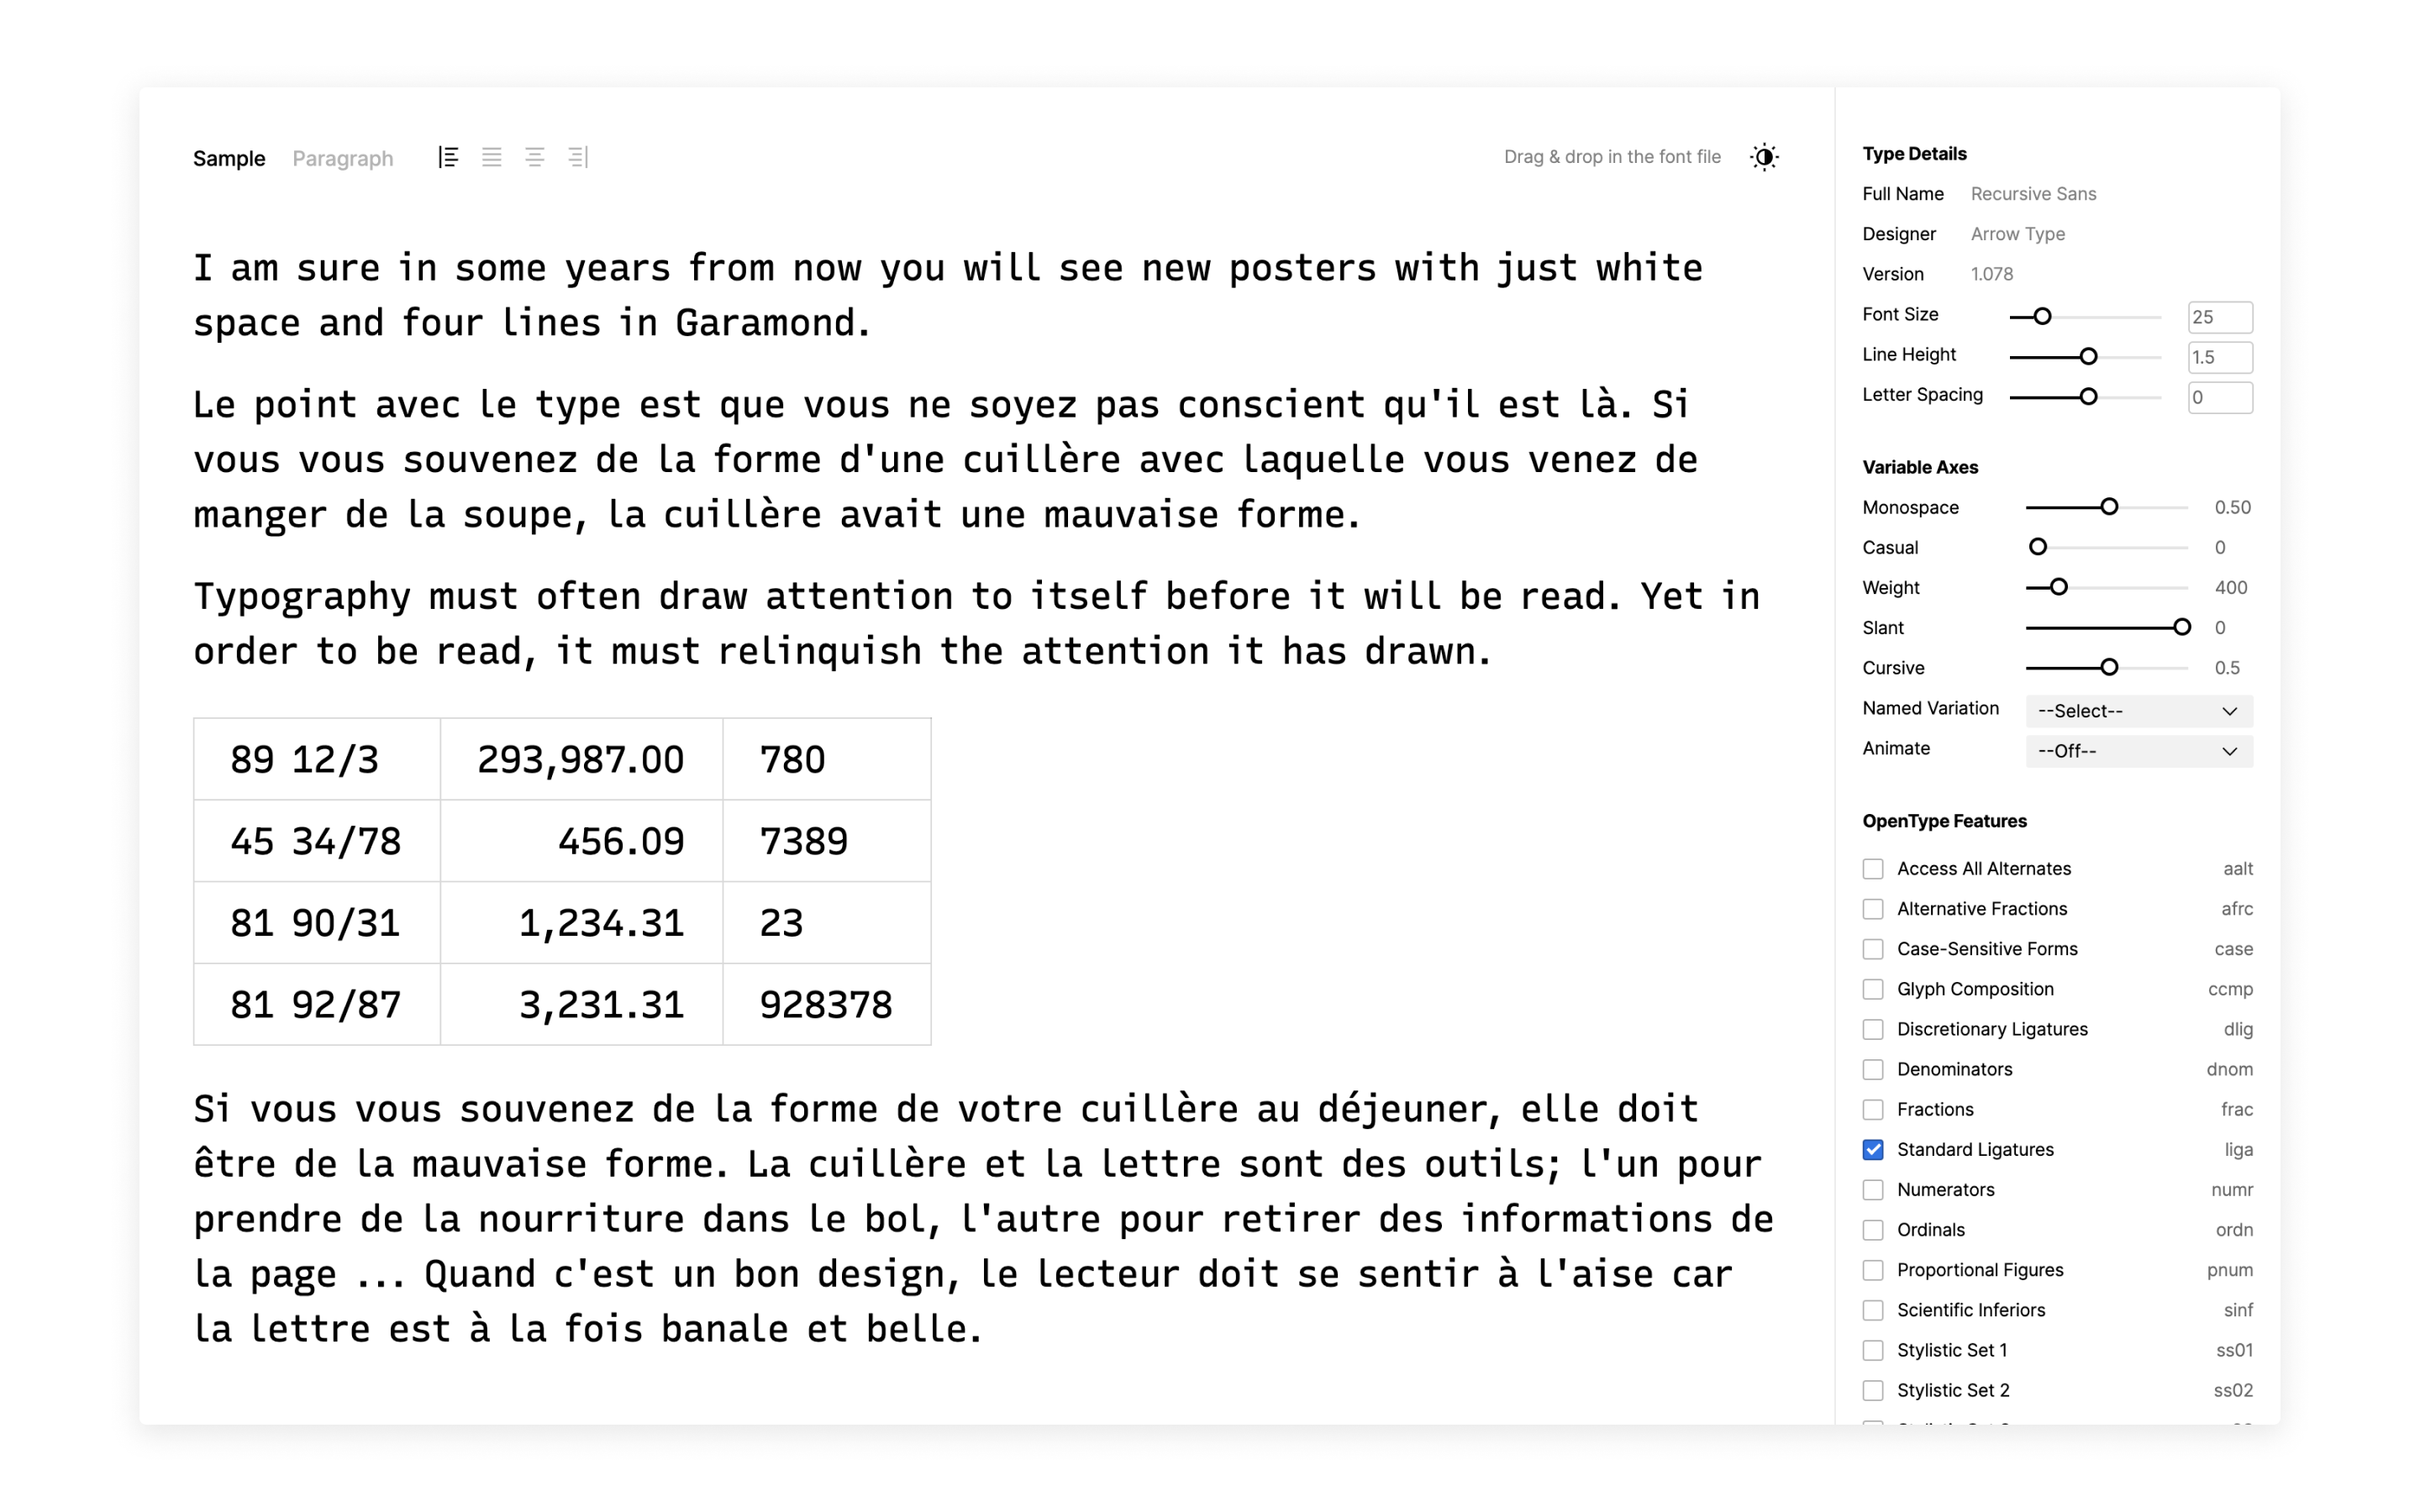 Sample Paragraph Drag & drop in the font file
I am sure in some years from now you will see new posters with just white
space and four lines in Garamond.
Le point avec le type est que vous ne soyez pas conscient qu'il est là. Si
vous vous souvenez de la forme d'une cuillère avec laquelle vous venez de
manger de la soupe, la cuillère avait une mauvaise forme.
Typography must often draw attention to itself before it will be read. Yet in
order to be read, it must relinquish the attention it has drawn.
89 12/3 293,987.00 780
45 34/78 456.09 7389
81 90/31 1,234.31 23
81 92/87 3,231.31 928378
Si vous vous souvenez de la forme de votre cuillère au déjeuner, elle doit
être de la mauvaise forme. La cuillère et la lettre sont des outils; l'un pour
prendre de la nourriture dans le bol, l'autre pour retirer des informations de
la page ... Quand c'est un bon design, le lecteur doit se sentir à l'aise car
la lettre est à la fois banale et belle.
Type Details
Full Name Recursive Sans
Designer Arrow Type
Version 1.078
Font Size 25
Line Height 1.5
Letter Spacing 0
Variable Axes
Monospace 0.50
Casual 0
Weight 400
Slant 0
Cursive 0.5
Named Variation --Select--
Animate --Off--
OpenType Features
Access All Alternates aalt
Alternative Fractions afrc
Case-Sensitive Forms case
Glyph Composition ccmp
Discretionary Ligatures dlig
Denominators dnom
Fractions frac
Standard Ligatures liga
Numerators numr
Ordinals ordn
Proportional Figures pnum
Scientific Inferiors sinf
Stylistic Set 1 ss01
Stylistic Set 2 ss02